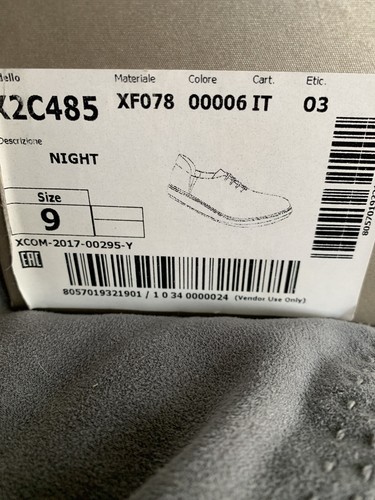 dello Materiale Colore Cart. Etic.
X2C485 XF078 00006 IT 03
Descrizione
NIGHT
Size
9
XCOM-2017-00295-Y
EAC
8057019321901 / 1 0 34 0000024 (Vendor Use Only)